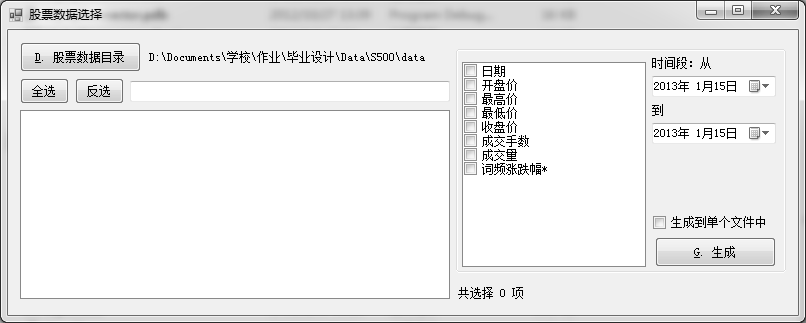 股票数据选择
D. 股票数据目录 D:\Documents\学校\作业\毕业设计\Data\S500\data
全选 反选
日期
开盘价
最高价
最低价
收盘价
成交手数
成交量
词频涨跌幅*
时间段：从
2013年 1月15日
到
2013年 1月15日
生成到单个文件中
G. 生成
共选择 0 项